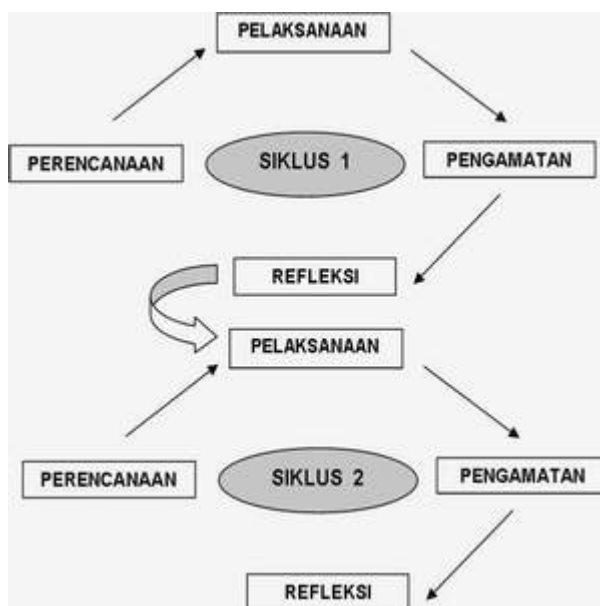 PELAKSANAAN
PERENCANAAN
SIKLUS 1
PENGAMATAN
REFLEKSI
PELAKSANAAN
PERENCANAAN
SIKLUS 2
PENGAMATAN
REFLEKSI